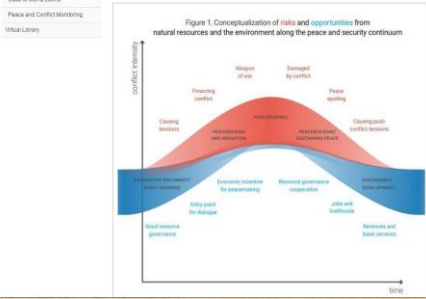 Peace and Conflict Monitoring
Virtual Library
Figure 1. Conceptualization of risks and opportunities from
natural resources and the environment along the peace and security continuum
conflict intensity
Weapon
of war
Damaged
by conflict
Financing
conflict
Peace
spoiling
Causing
tensions
Causing post-
conflict tensions
PEACEKEEPING
PEACEMAKING
AND MEDIATION
PEACEBUILDING/
SUSTAINING PEACE
PREVENTIVE DIPLOMACY/
EARLY WARNING
SUSTAINABLE
DEVELOPMENT
Economic incentive
for peacemaking
Resource governance
cooperation
Entry point
for dialogue
Jobs and
livelihoods
Good resource
governance
Revenues and
basic services
time